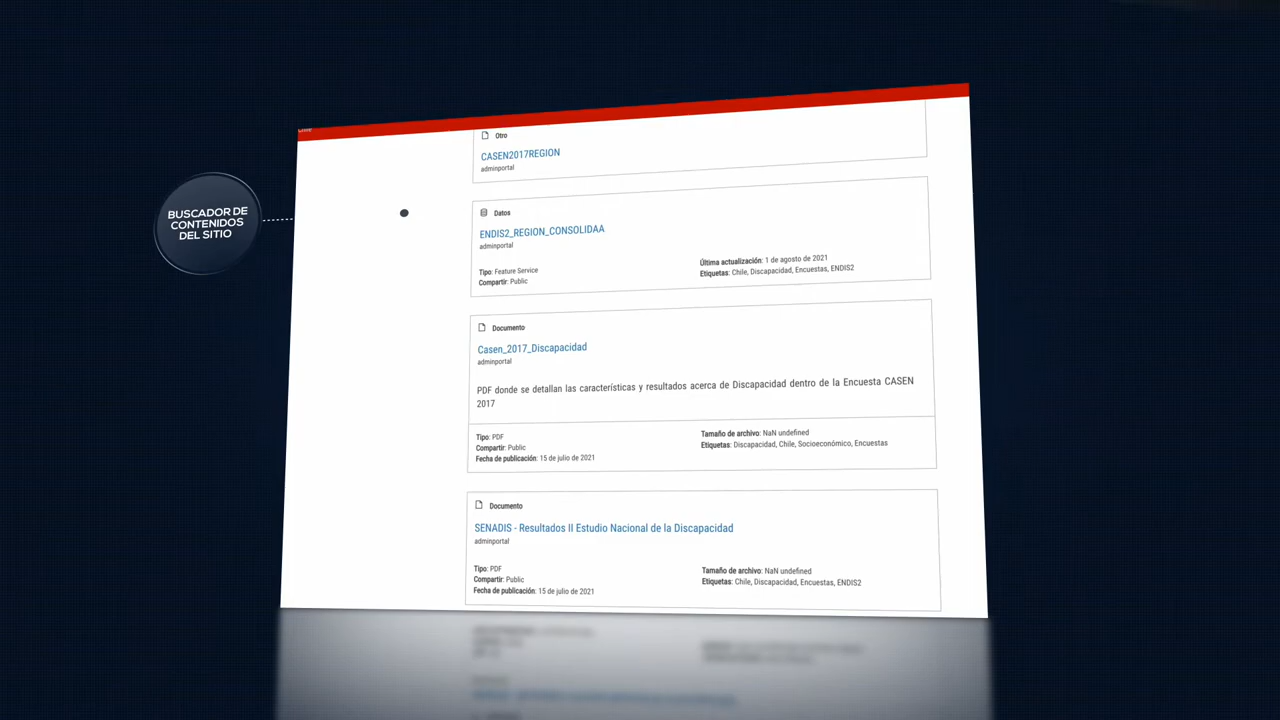 Chile
Otro
CASEN2017REGION
adminportal
BUSCADOR DE
CONTENIDOS
DEL SITIO
Datos
ENDIS2_REGION_CONSOLIDAA
adminportal
Tipo: Feature Service
Compartir: Public
Última actualización: 1 de agosto de 2021
Etiquetas: Chile, Discapacidad, Encuestas, ENDIS2
Documento
Casen_2017_Discapacidad
adminportal
PDF donde se detallan las características y resultados acerca de Discapacidad dentro de la Encuesta CASEN
2017
Tipo: PDF
Compartir: Public
Fecha de publicación: 15 de julio de 2021
Tamaño de archivo: NaN undefined
Etiquetas: Discapacidad, Chile, Socioeconómico, Encuestas
Documento
SENADIS - Resultados II Estudio Nacional de la Discapacidad
adminportal
Tipo: PDF
Compartir: Public
Fecha de publicación: 15 de julio de 2021
Tamaño de archivo: NaN undefined
Etiquetas: Chile, Discapacidad, Encuestas, ENDIS2